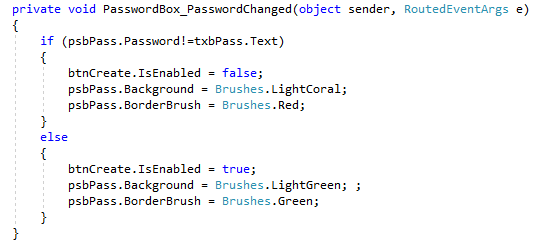 private void PasswordBox_PasswordChanged(object sender, RoutedEventArgs e)
{
    if (psbPass.Password!=txbPass.Text)
    {
        btnCreate.IsEnabled = false;
        psbPass.Background = Brushes.LightCoral;
        psbPass.BorderBrush = Brushes.Red;
    }
    else
    {
        btnCreate.IsEnabled = true;
        psbPass.Background = Brushes.LightGreen; ;
        psbPass.BorderBrush = Brushes.Green;
    }
}